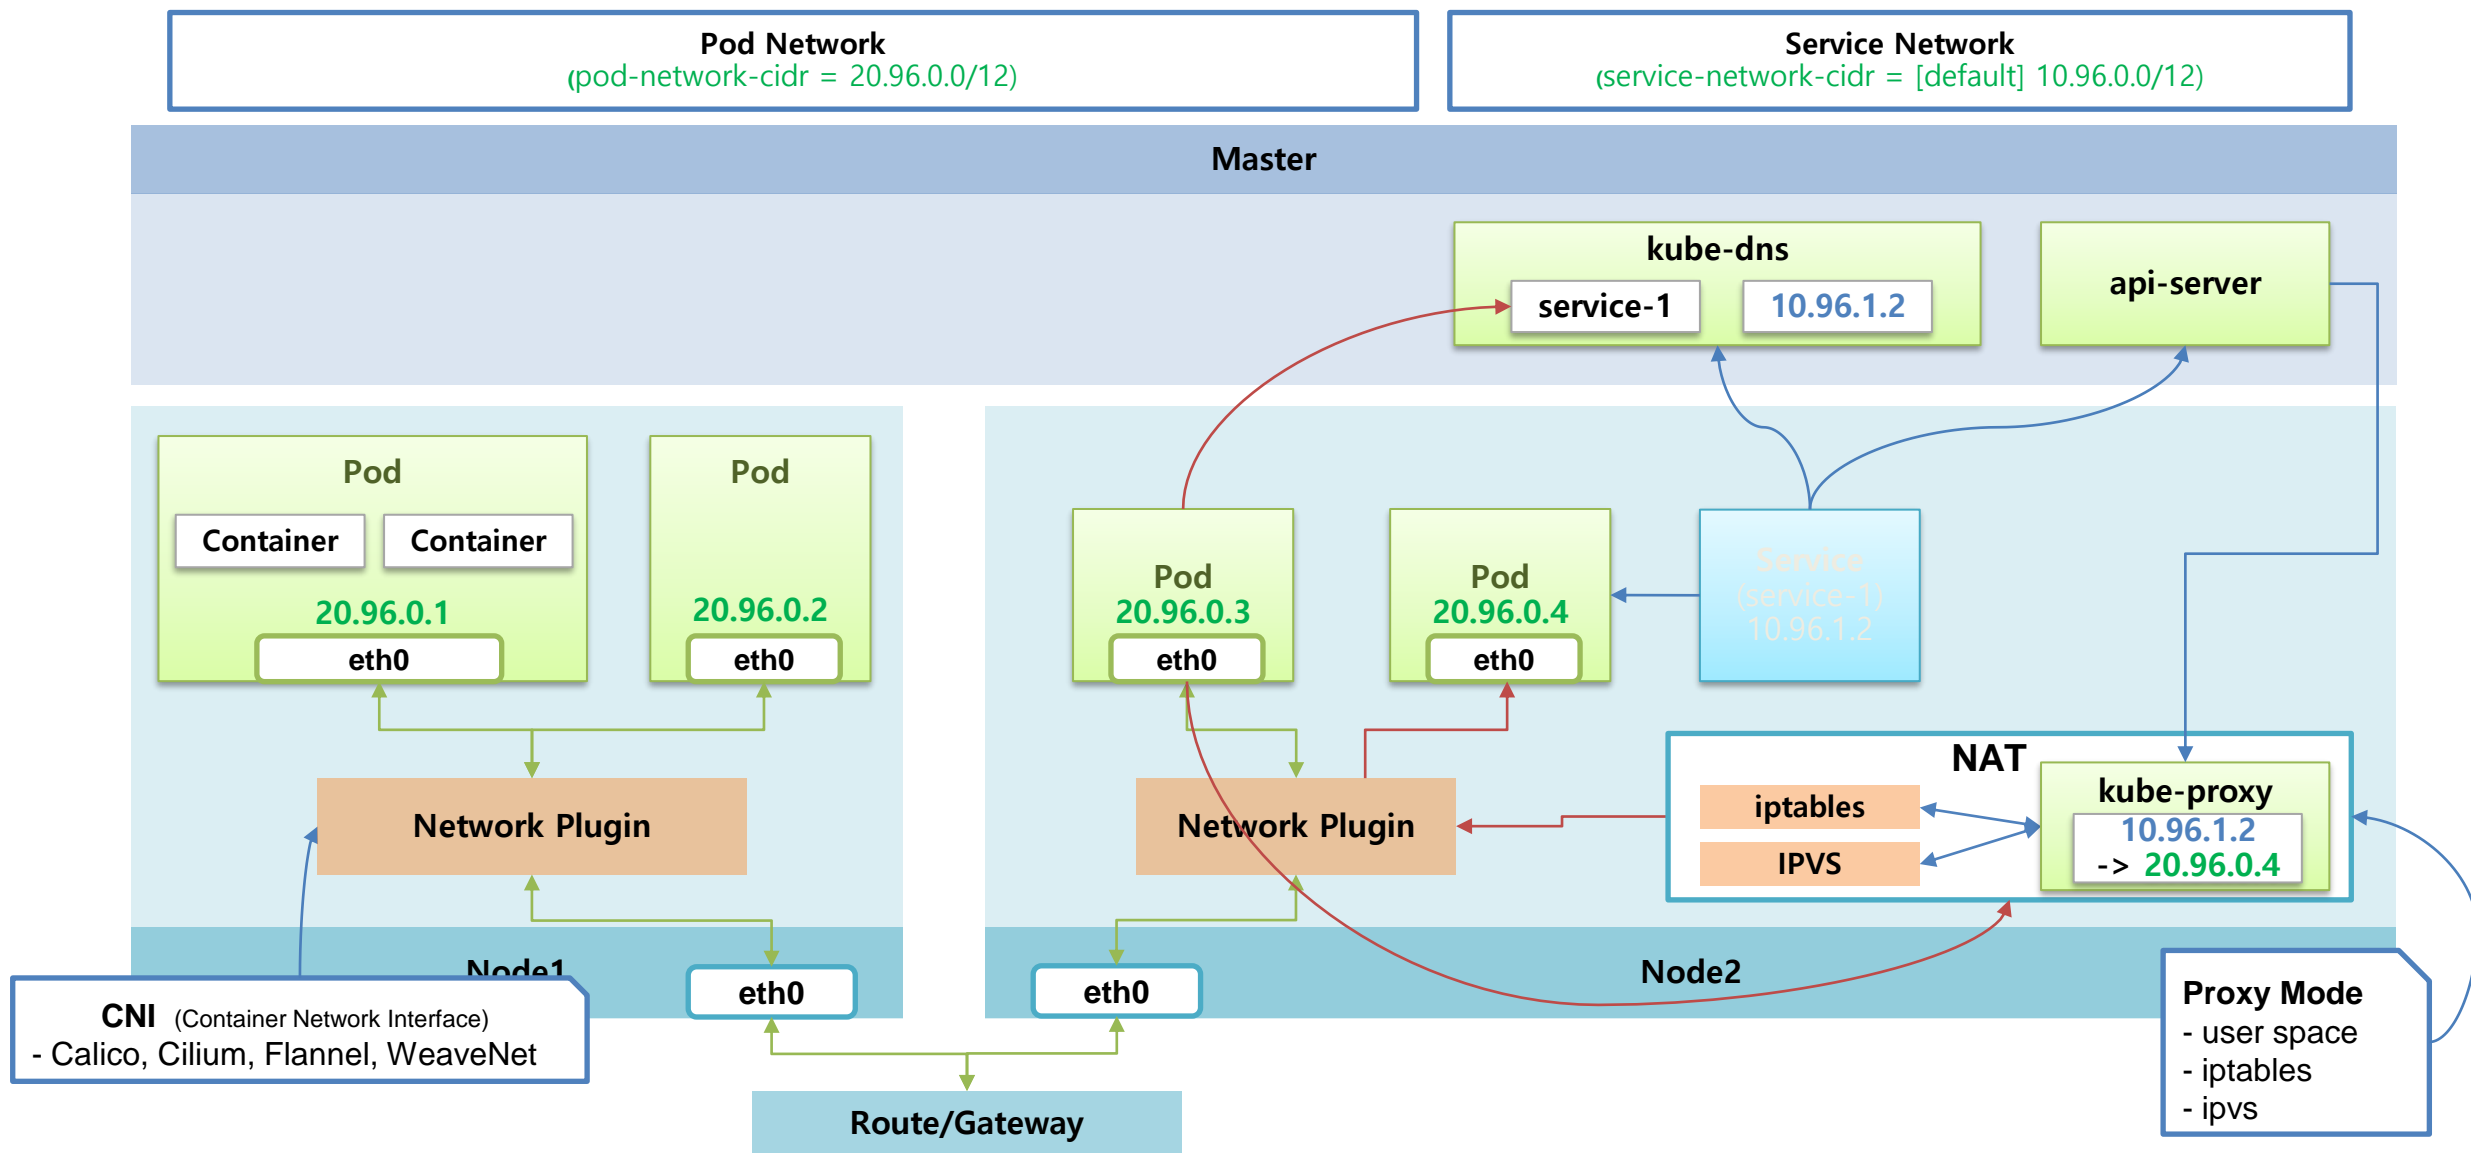 Pod Network
(pod-network-cidr = 20.96.0.0/12)
Service Network
(service-network-cidr = [default] 10.96.0.0/12)
Master
kube-dns
service-1
10.96.1.2
api-server
Pod
Container
Container
20.96.0.1
eth0
Pod
20.96.0.2
eth0
Pod
20.96.0.3
eth0
Pod
20.96.0.4
eth0
Service
(service-1)
10.96.1.2
Network Plugin
Network Plugin
NAT
iptables
IPVS
kube-proxy
10.96.1.2
-> 20.96.0.4
Node1
eth0
eth0
Node2
CNI (Container Network Interface)
- Calico, Cilium, Flannel, WeaveNet
Proxy Mode
- user space
- iptables
- ipvs
Route/Gateway